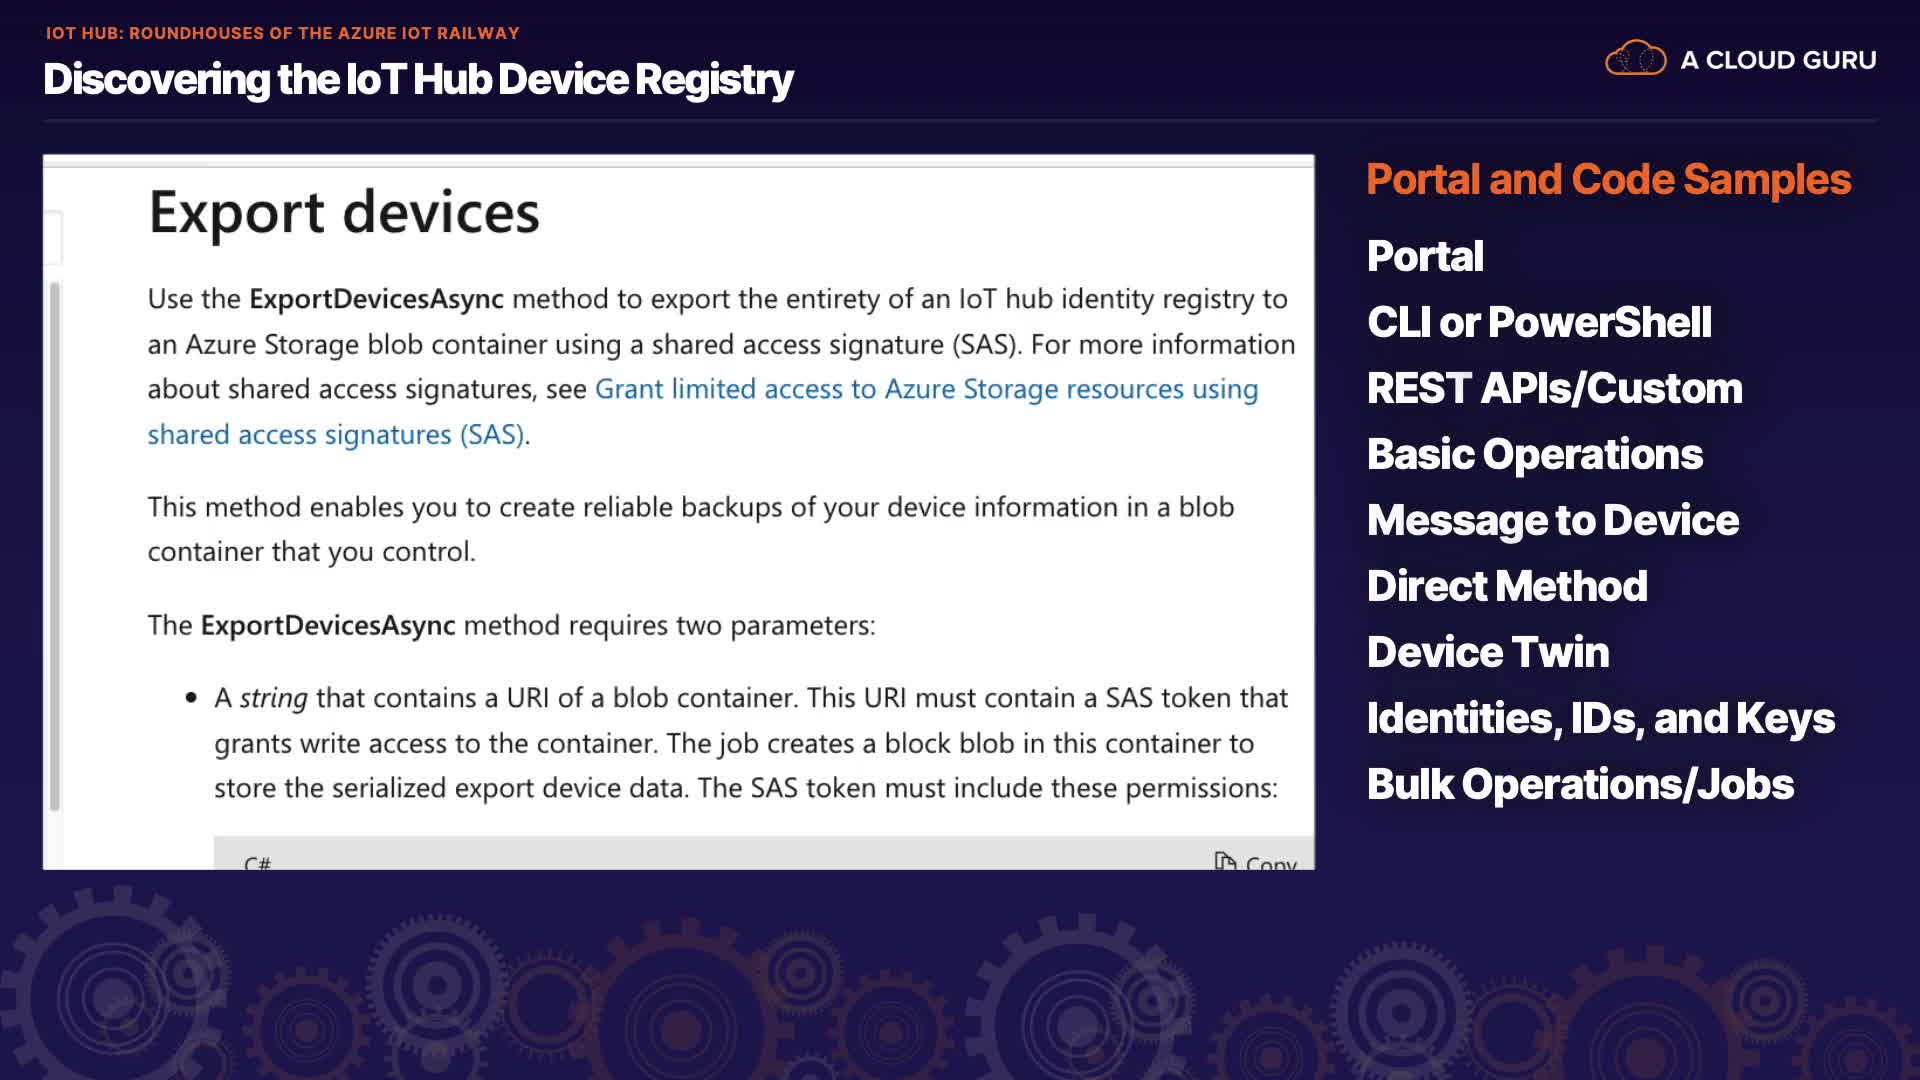 IOT HUB: ROUNDHOUSES OF THE AZURE IOT RAILWAY
Discovering the IoT Hub Device Registry
A CLOUD GURU
Export devices
Use the ExportDevicesAsync method to export the entirety of an IoT hub identity registry to
an Azure Storage blob container using a shared access signature (SAS). For more information
about shared access signatures, see Grant limited access to Azure Storage resources using
shared access signatures (SAS).
This method enables you to create reliable backups of your device information in a blob
container that you control.
The ExportDevicesAsync method requires two parameters:
• A string that contains a URI of a blob container. This URI must contain a SAS token that
grants write access to the container. The job creates a block blob in this container to
store the serialized export device data. The SAS token must include these permissions:
C#
Copy
Portal and Code Samples
Portal
CLI or PowerShell
REST APIs/Custom
Basic Operations
Message to Device
Direct Method
Device Twin
Identities, IDs, and Keys
Bulk Operations/Jobs